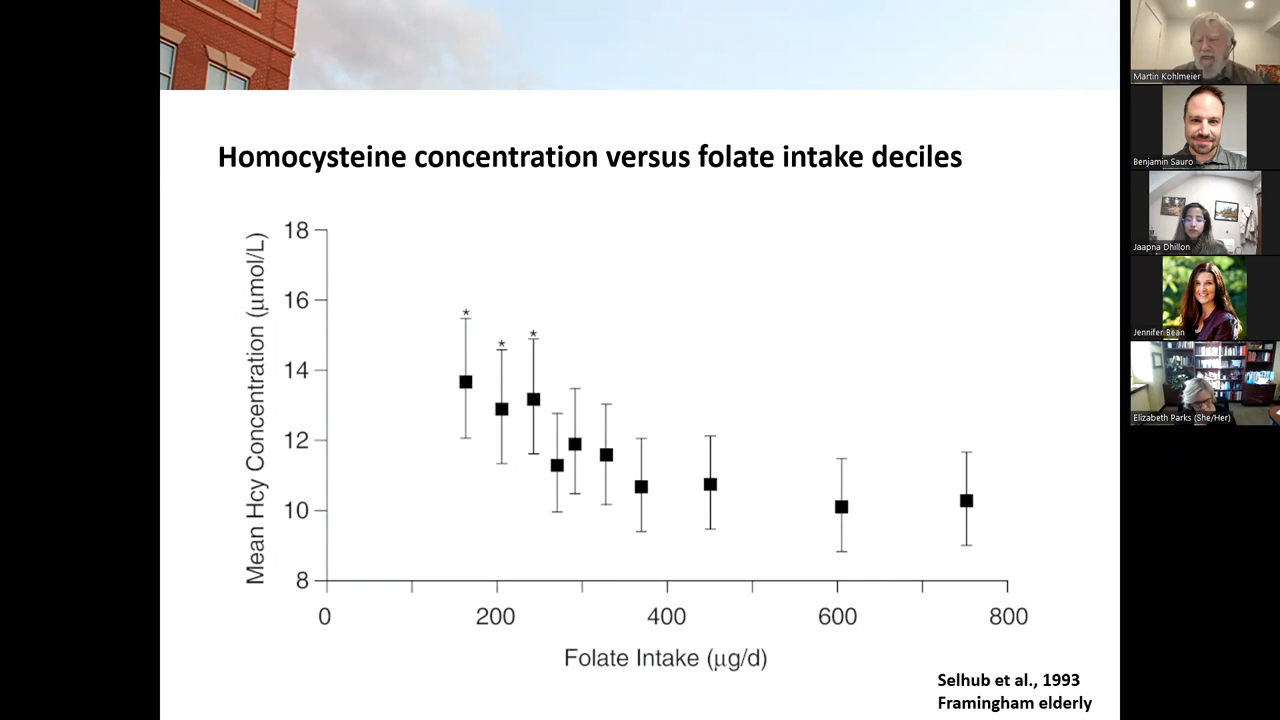 Homocysteine concentration versus folate intake deciles
Mean Hcy Concentration (μmol/L)
18
16
14
12
10
8
*
*
*
0
200
400
600
800
Folate Intake (μg/d)
Selhub et al., 1993
Framingham elderly
Martin Kohlmeier
Benjamin Sauro
Jaapna Dhillon
Jennifer Bean
Elizabeth Parks (She/Her)